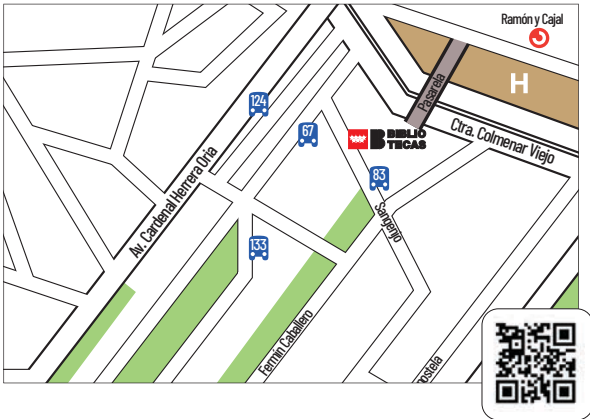 Ramón y Cajal
H
Pasarela
124
67
BIBLIO
TECAS
Ctra. Colmenar Viejo
83
Av. Cardenal Herrera Oria
Sangenjo
133
Fermín Caballero